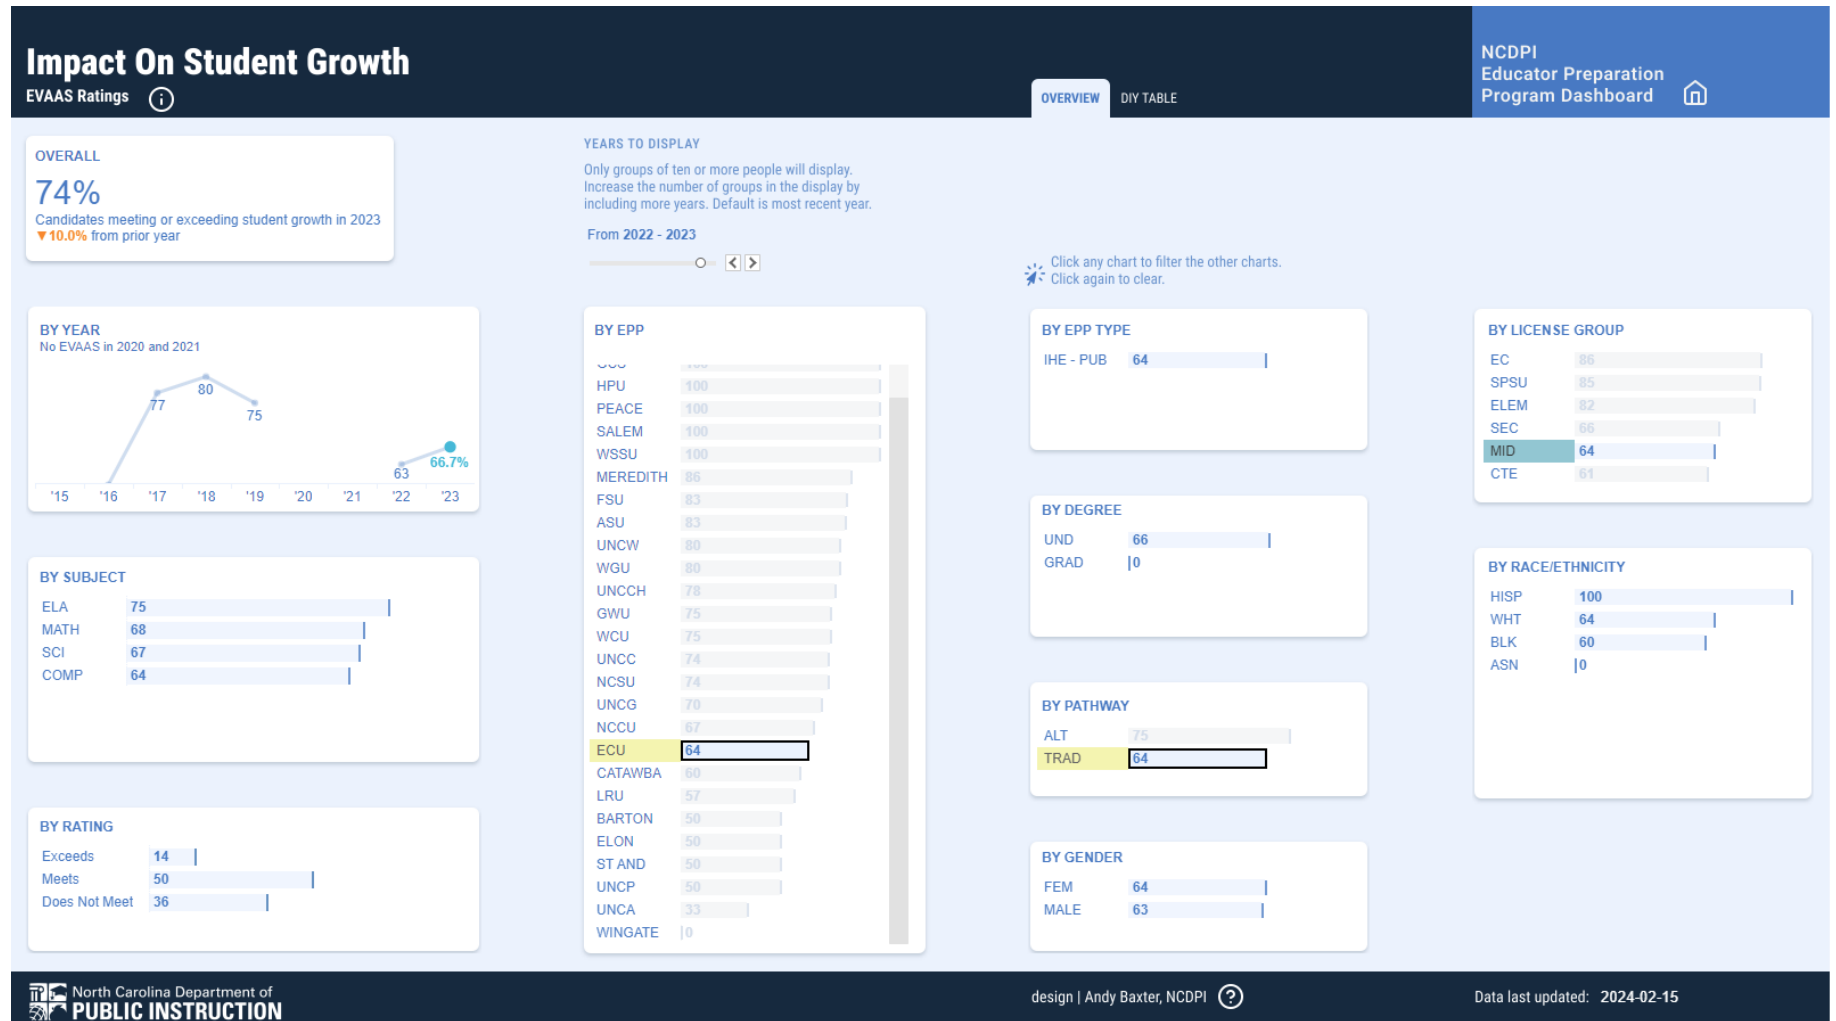 Impact On Student Growth
EVAAS Ratings
OVERVIEW
DIY TABLE
NCDPI
Educator Preparation
Program Dashboard
OVERALL
74%
Candidates meeting or exceeding student growth in 2023
▼10.0% from prior year
YEARS TO DISPLAY
Only groups of ten or more people will display.
Increase the number of groups in the display by
including more years. Default is most recent year.
From 2022 - 2023
Click any chart to filter the other charts.
Click again to clear.
BY YEAR
No EVAAS in 2020 and 2021
77
80
75
63
66.7%
'15 '16 '17 '18 '19 '20 '21 '22 '23
BY SUBJECT
ELA 75
MATH 68
SCI 67
COMP 64
BY RATING
Exceeds 14
Meets 50
Does Not Meet 36
BY EPP
HPU 100
PEACE 100
SALEM 100
WSSU 100
MEREDITH 86
FSU 83
ASU 83
UNCW 80
WGU 80
UNCCH 78
GWU 75
WCU 75
UNCC 74
NCSU 74
UNCG 70
NCCU 67
ECU 64
CATAWBA 60
LRU 57
BARTON 50
ELON 50
ST AND 50
UNCP 50
UNCA 33
WINGATE 0
BY EPP TYPE
IHE - PUB 64
BY DEGREE
UND 66
GRAD 0
BY PATHWAY
ALT 75
TRAD 64
BY GENDER
FEM 64
MALE 63
BY LICENSE GROUP
EC 86
SPSU 85
ELEM 82
SEC 66
MID 64
CTE 61
BY RACE/ETHNICITY
HISP 100
WHT 64
BLK 60
ASN 0
North Carolina Department of
PUBLIC INSTRUCTION
design | Andy Baxter, NCDPI ?
Data last updated: 2024-02-15